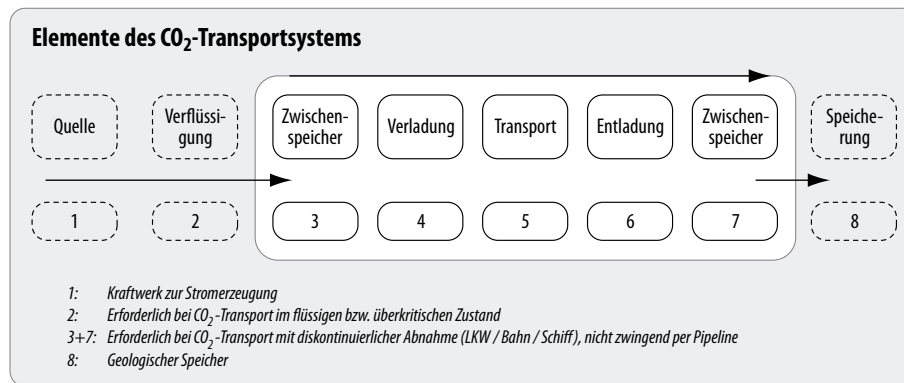 Elemente des CO₂-Transportsystems
Quelle
Verflüssi-
gung
Zwischen-
speicher
Verladung
Transport
Entladung
Zwischen-
speicher
Speiche-
rung
1
2
3
4
5
6
7
8
1: Kraftwerk zur Stromerzeugung
2: Erforderlich bei CO₂-Transport im flüssigen bzw. überkritischen Zustand
3+7: Erforderlich bei CO₂-Transport mit diskontinuierlicher Abnahme (LKW / Bahn / Schiff), nicht zwingend per Pipeline
8: Geologischer Speicher